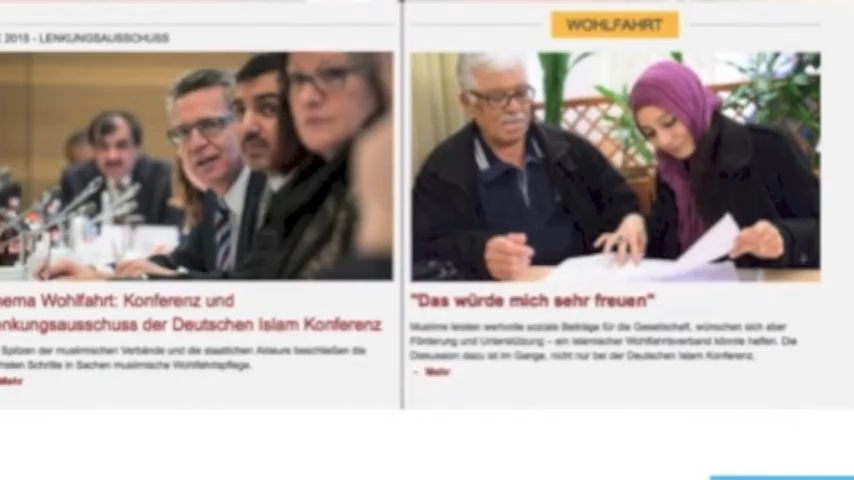 2015 - LENKUNGSAUSSCHUSS
WOHLFAHRT
hema Wohlfahrt: Konferenz und
enkungsausschuss der Deutschen Islam Konferenz
Spitzen der muslimischen Verbände und die staatlichen Akteure beschließen die
Schritte in Sachen muslimische Wohlfahrtspflege.
Mehr
"Das würde mich sehr freuen"
Muslime leisten wertvolle soziale Beiträge für die Gesellschaft, wünschen sich aber
Förderung und Unterstützung – ein islamischer Wohlfahrtsverband könnte helfen. Die
Diskussion dazu ist im Gange, nicht nur bei der Deutschen Islam Konferenz.
Mehr